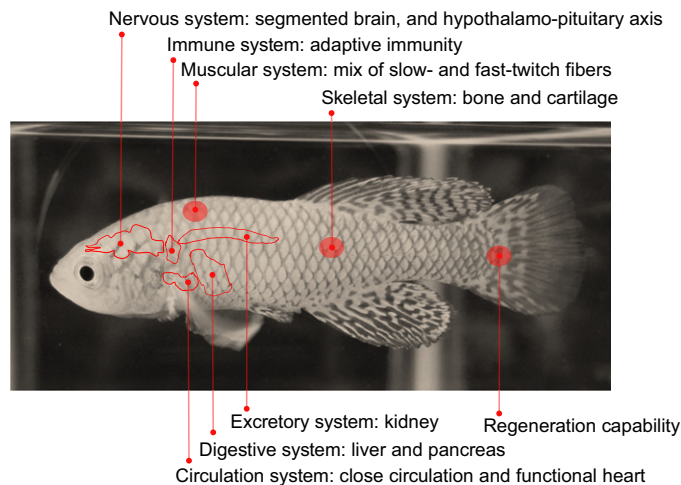 Nervous system: segmented brain, and hypothalamo-pituitary axis
Immune system: adaptive immunity
Muscular system: mix of slow- and fast-twitch fibers
Skeletal system: bone and cartilage
Excretory system: kidney
Regeneration capability
Digestive system: liver and pancreas
Circulation system: close circulation and functional heart